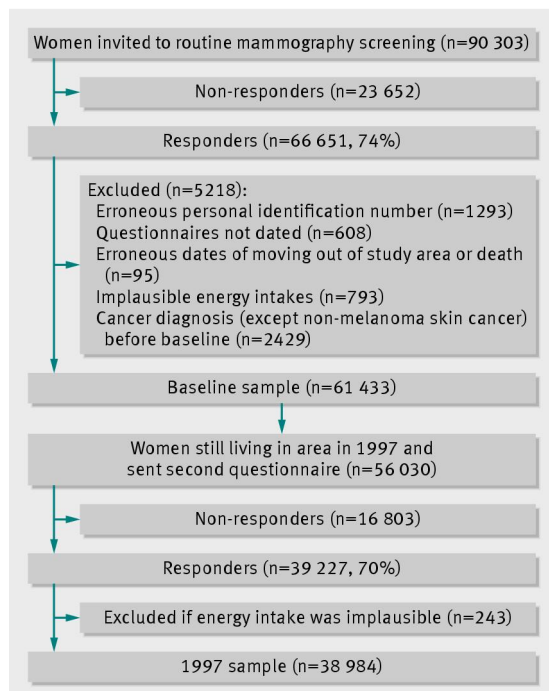 Women invited to routine mammography screening (n=90 303)
Non-responders (n=23 652)
Responders (n=66 651, 74%)
Excluded (n=5218):
Erroneous personal identification number (n=1293)
Questionnaires not dated (n=608)
Erroneous dates of moving out of study area or death
(n=95)
Implausible energy intakes (n=793)
Cancer diagnosis (except non-melanoma skin cancer)
before baseline (n=2429)
Baseline sample (n=61 433)
Women still living in area in 1997 and
sent second questionnaire (n=56 030)
Non-responders (n=16 803)
Responders (n=39 227, 70%)
Excluded if energy intake was implausible (n=243)
1997 sample (n=38 984)